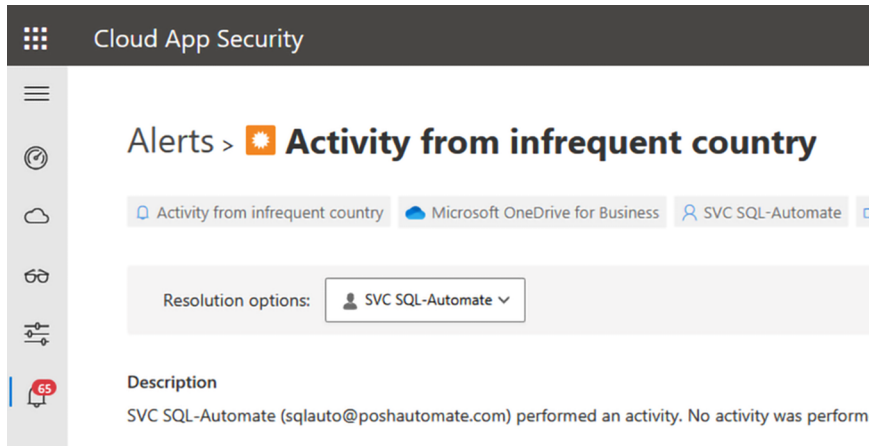 Cloud App Security
Alerts > Activity from infrequent country
Activity from infrequent country Microsoft OneDrive for Business SVC SQL-Automate
Resolution options: SVC SQL-Automate
65
Description
SVC SQL-Automate (sqlauto@poshautomate.com) performed an activity. No activity was perform